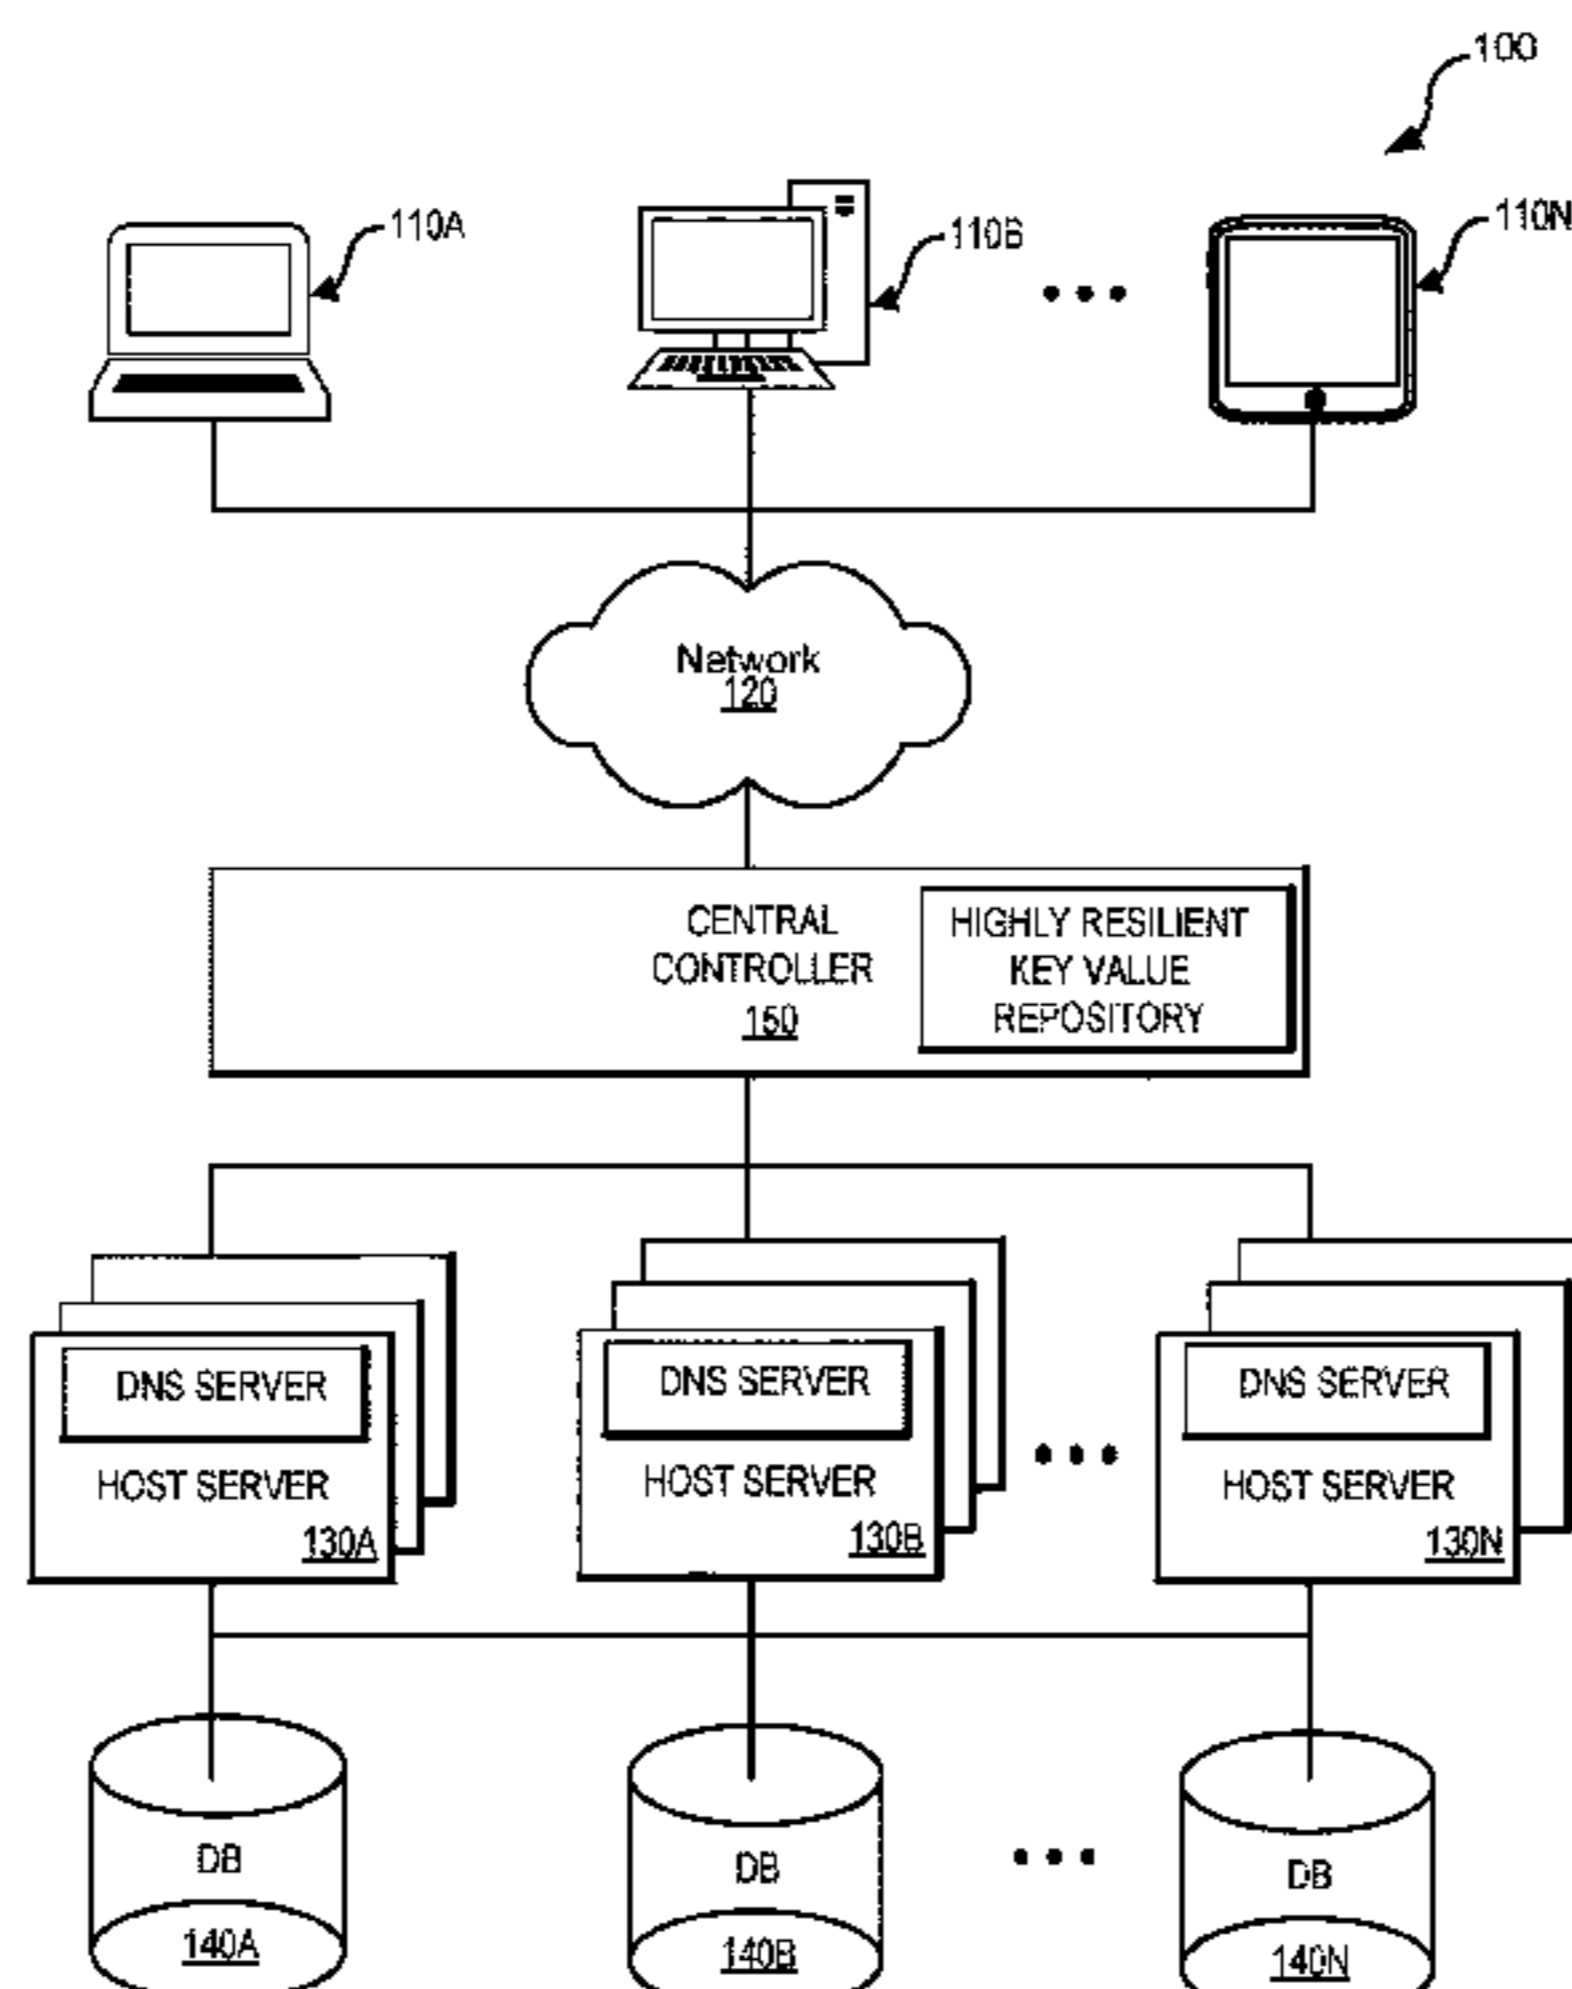 100
110A
110B
110N
Network
120
CENTRAL
CONTROLLER
150
HIGHLY RESILIENT
KEY VALUE
REPOSITORY
DNS SERVER
HOST SERVER
130A
DNS SERVER
HOST SERVER
130B
DNS SERVER
HOST SERVER
130N
DB
140A
DB
140B
DB
140N